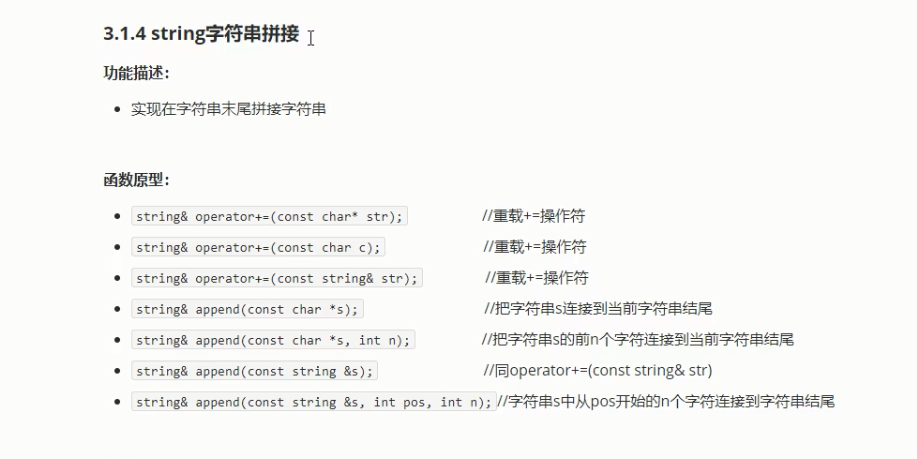 3.1.4 string字符串拼接
功能描述：
实现在字符串末尾拼接字符串
函数原型：
string& operator+=(const char* str); //重载+=操作符
string& operator+=(const char c); //重载+=操作符
string& operator+=(const string& str); //重载+=操作符
string& append(const char *s); //把字符串s连接到当前字符串结尾
string& append(const char *s, int n); //把字符串s的前n个字符连接到当前字符串结尾
string& append(const string &s); //同operator+=(const string& str)
string& append(const string &s, int pos, int n); //字符串s中从pos开始的n个字符连接到字符串结尾